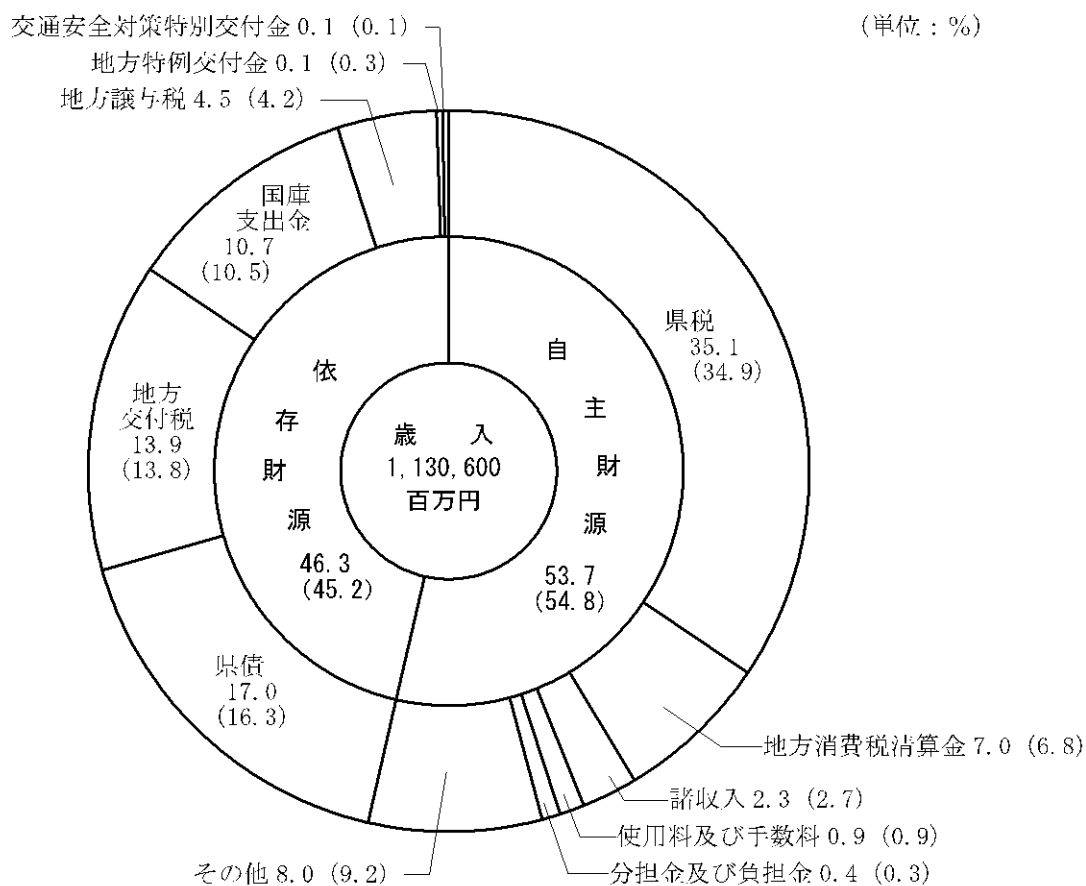 (単位：%)
交通安全対策特別交付金 0.1 (0.1)
地方特例交付金 0.1 (0.3)
地方譲与税 4.5 (4.2)
国庫
支出金
10.7
(10.5)
地方
交付税
13.9
(13.8)
県債
17.0
(16.3)
依存財源
46.3
(45.2)
歳 入
1,130,600
百万円
自主財源
53.7
(54.8)
県税
35.1
(34.9)
地方消費税清算金 7.0 (6.8)
諸収入 2.3 (2.7)
使用料及び手数料 0.9 (0.9)
分担金及び負担金 0.4 (0.3)
その他 8.0 (9.2)